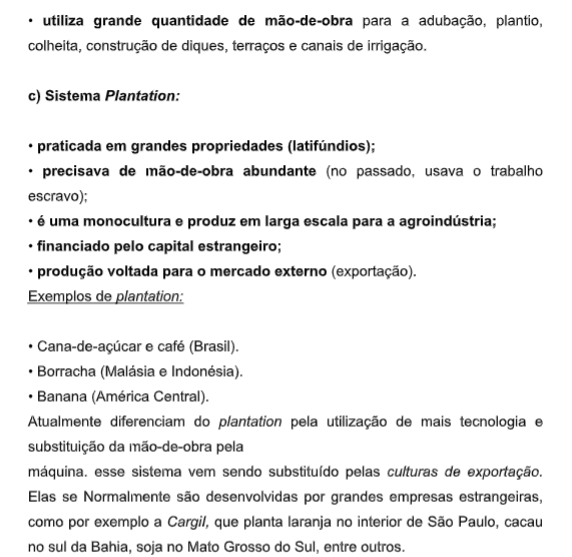 • utiliza grande quantidade de mão-de-obra para a adubação, plantio,
colheita, construção de diques, terraços e canais de irrigação.
c) Sistema Plantation:
• praticada em grandes propriedades (latifúndios);
• precisava de mão-de-obra abundante (no passado, usava o trabalho
escravo);
• é uma monocultura e produz em larga escala para a agroindústria;
• financiado pelo capital estrangeiro;
• produção voltada para o mercado externo (exportação).
Exemplos de plantation:
• Cana-de-açúcar e café (Brasil).
• Borracha (Malásia e Indonésia).
• Banana (América Central).
Atualmente diferenciam do plantation pela utilização de mais tecnologia e
substituição da mão-de-obra pela
máquina. esse sistema vem sendo substituído pelas culturas de exportação.
Elas se Normalmente são desenvolvidas por grandes empresas estrangeiras,
como por exemplo a Cargil, que planta laranja no interior de São Paulo, cacau
no sul da Bahia, soja no Mato Grosso do Sul, entre outros.